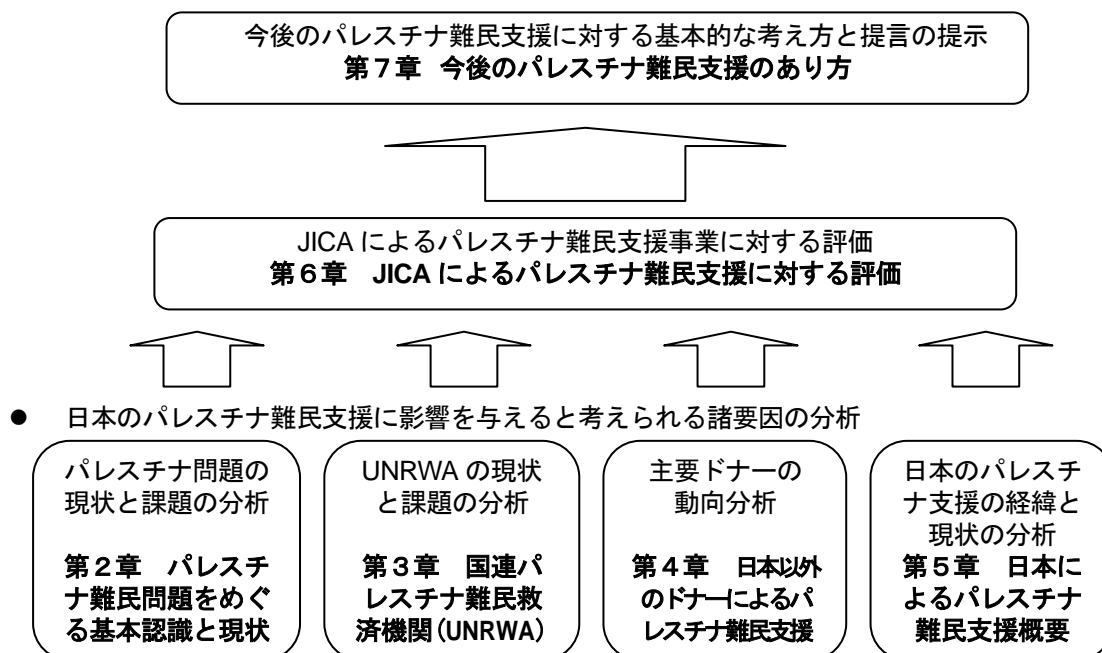 今後のパレスチナ難民支援に対する基本的な考え方と提言の提示
第7章 今後のパレスチナ難民支援のあり方
JICA によるパレスチナ難民支援事業に対する評価
第6章 JICA によるパレスチナ難民支援に対する評価
● 日本のパレスチナ難民支援に影響を与えると考えられる諸要因の分析
パレスチナ問題の
現状と課題の分析
第2章 パレスチ
ナ難民問題をめぐ
る基本認識と現状
UNRWA の現状
と課題の分析
第3章 国連パ
レスチナ難民救
済機関(UNRWA)
主要ドナーの
動向分析
第4章 日本以外
のドナーによるパ
レスチナ難民支援
日本のパレスチ
ナ支援の経緯と
現状の分析
第5章 日本に
よるパレスチナ
難民支援概要